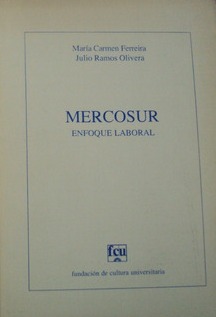 María Carmen Ferreira
Julio Ramos Olivera
MERCOSUR
ENFOQUE LABORAL
fcu
fundación de cultura universitaria